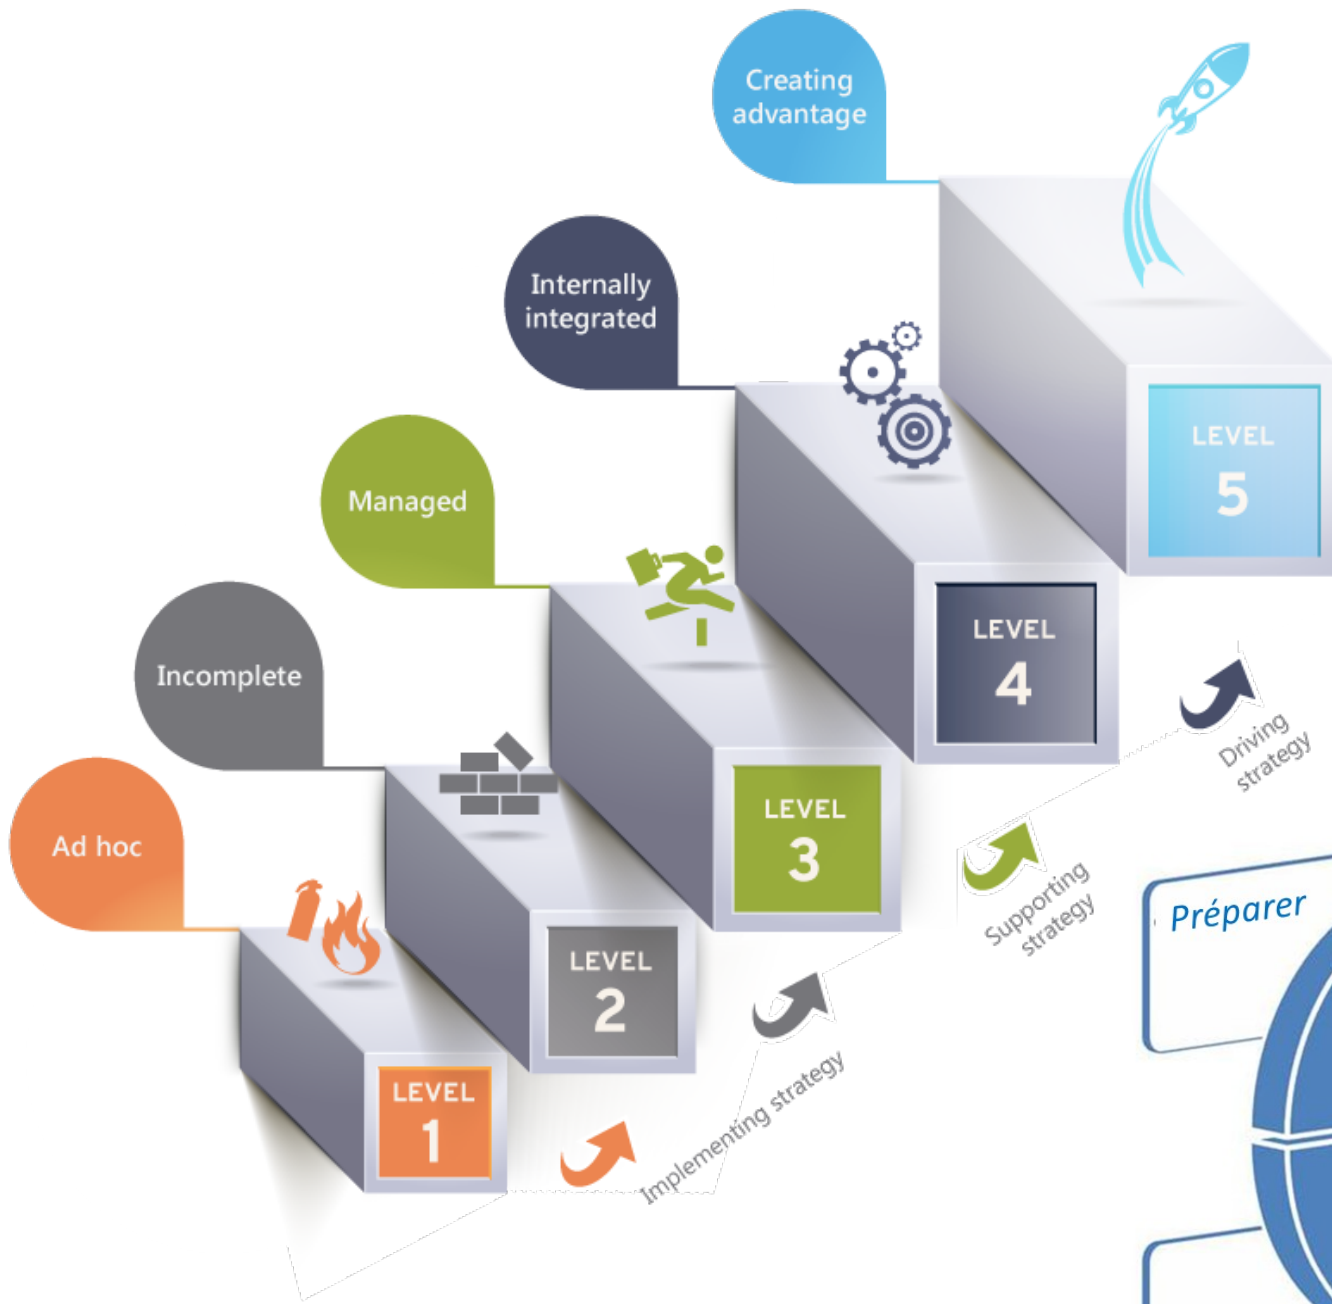 Creating
advantage
Internally
integrated
Managed
Incomplete
Ad hoc
LEVEL
5
LEVEL
4
LEVEL
3
LEVEL
2
LEVEL
1
Driving
strategy
Supporting
strategy
Implementing strategy
Préparer